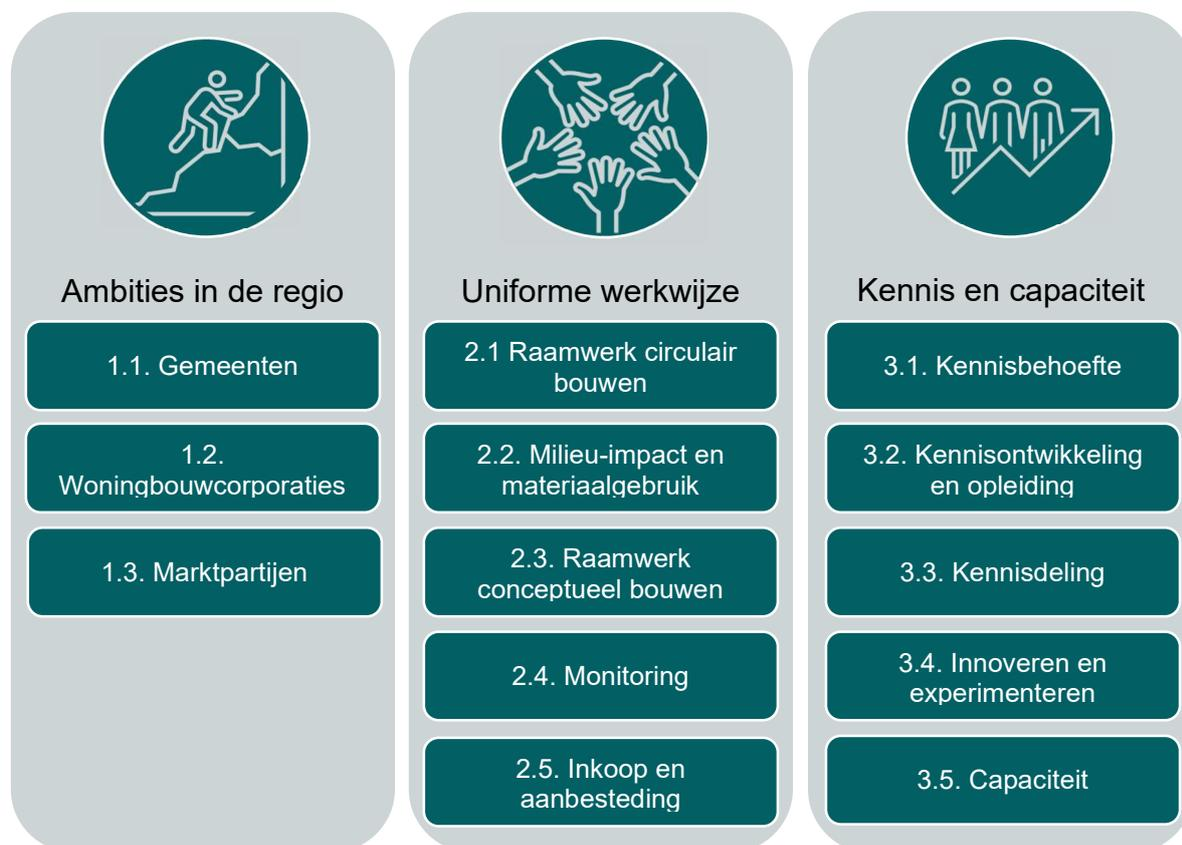 Ambities in de regio
1.1. Gemeenten
1.2.
Woningbouwcorporaties
1.3. Marktpartijen
Uniforme werkwijze
2.1 Raamwerk circulair
bouwen
2.2. Milieu-impact en
materiaalgebruik
2.3. Raamwerk
conceptueel bouwen
2.4. Monitoring
2.5. Inkoop en
aanbesteding
Kennis en capaciteit
3.1. Kennisbehoefte
3.2. Kennisontwikkeling
en opleiding
3.3. Kennisdeling
3.4. Innoveren en
experimenteren
3.5. Capaciteit